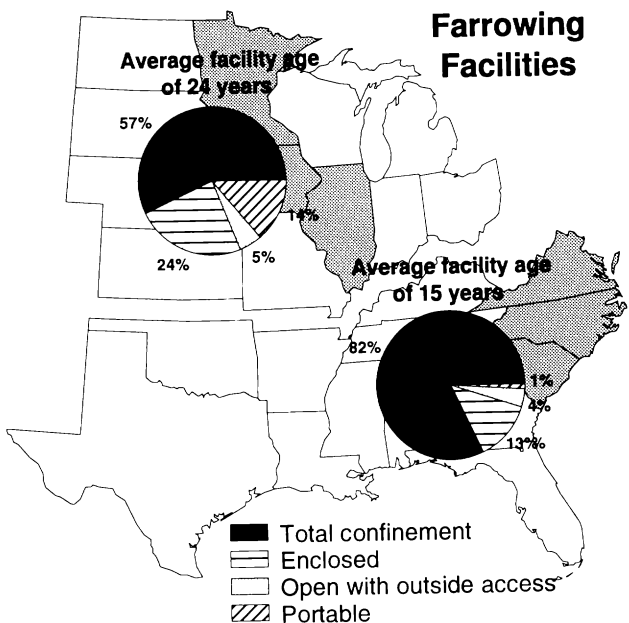 Farrowing
Facilities
Average facility age
of 24 years
57%
14%
24%
5%
Average facility age
of 15 years
82%
1%
4%
13%
Total confinement
Enclosed
Open with outside access
Portable